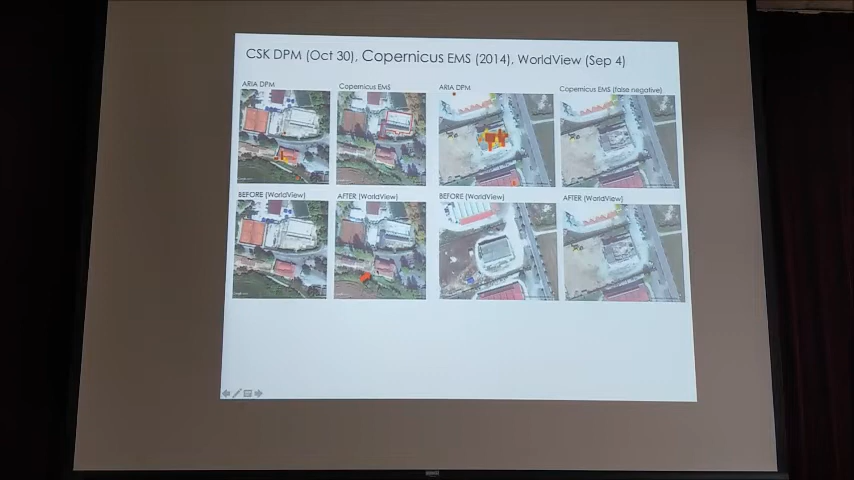 CSK DPM (Oct 30), Copernicus EMS (2014), WorldView (Sep 4)
ARIA DPM
Copernicus EMS
ARIA DPM
Copernicus EMS (false negative)
BEFORE (WorldView)
AFTER (WorldView)
BEFORE (WorldView)
AFTER (WorldView)